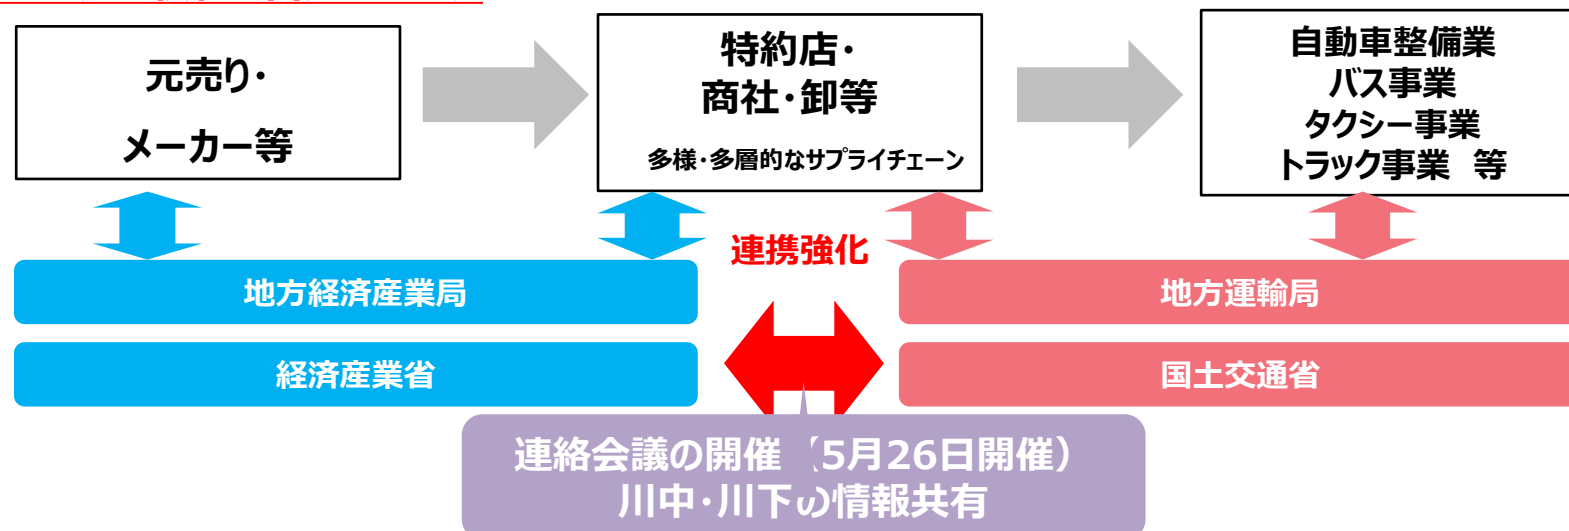 元売り・
メーカー等
特約店・
商社・卸等
多様・多層的なサプライチェーン
自動車整備業
バス事業
タクシー事業
トラック事業 等
連携強化
地方経済産業局
地方運輸局
経済産業省
国土交通省
連絡会議の開催（5月26日開催）
川中・川下の情報共有